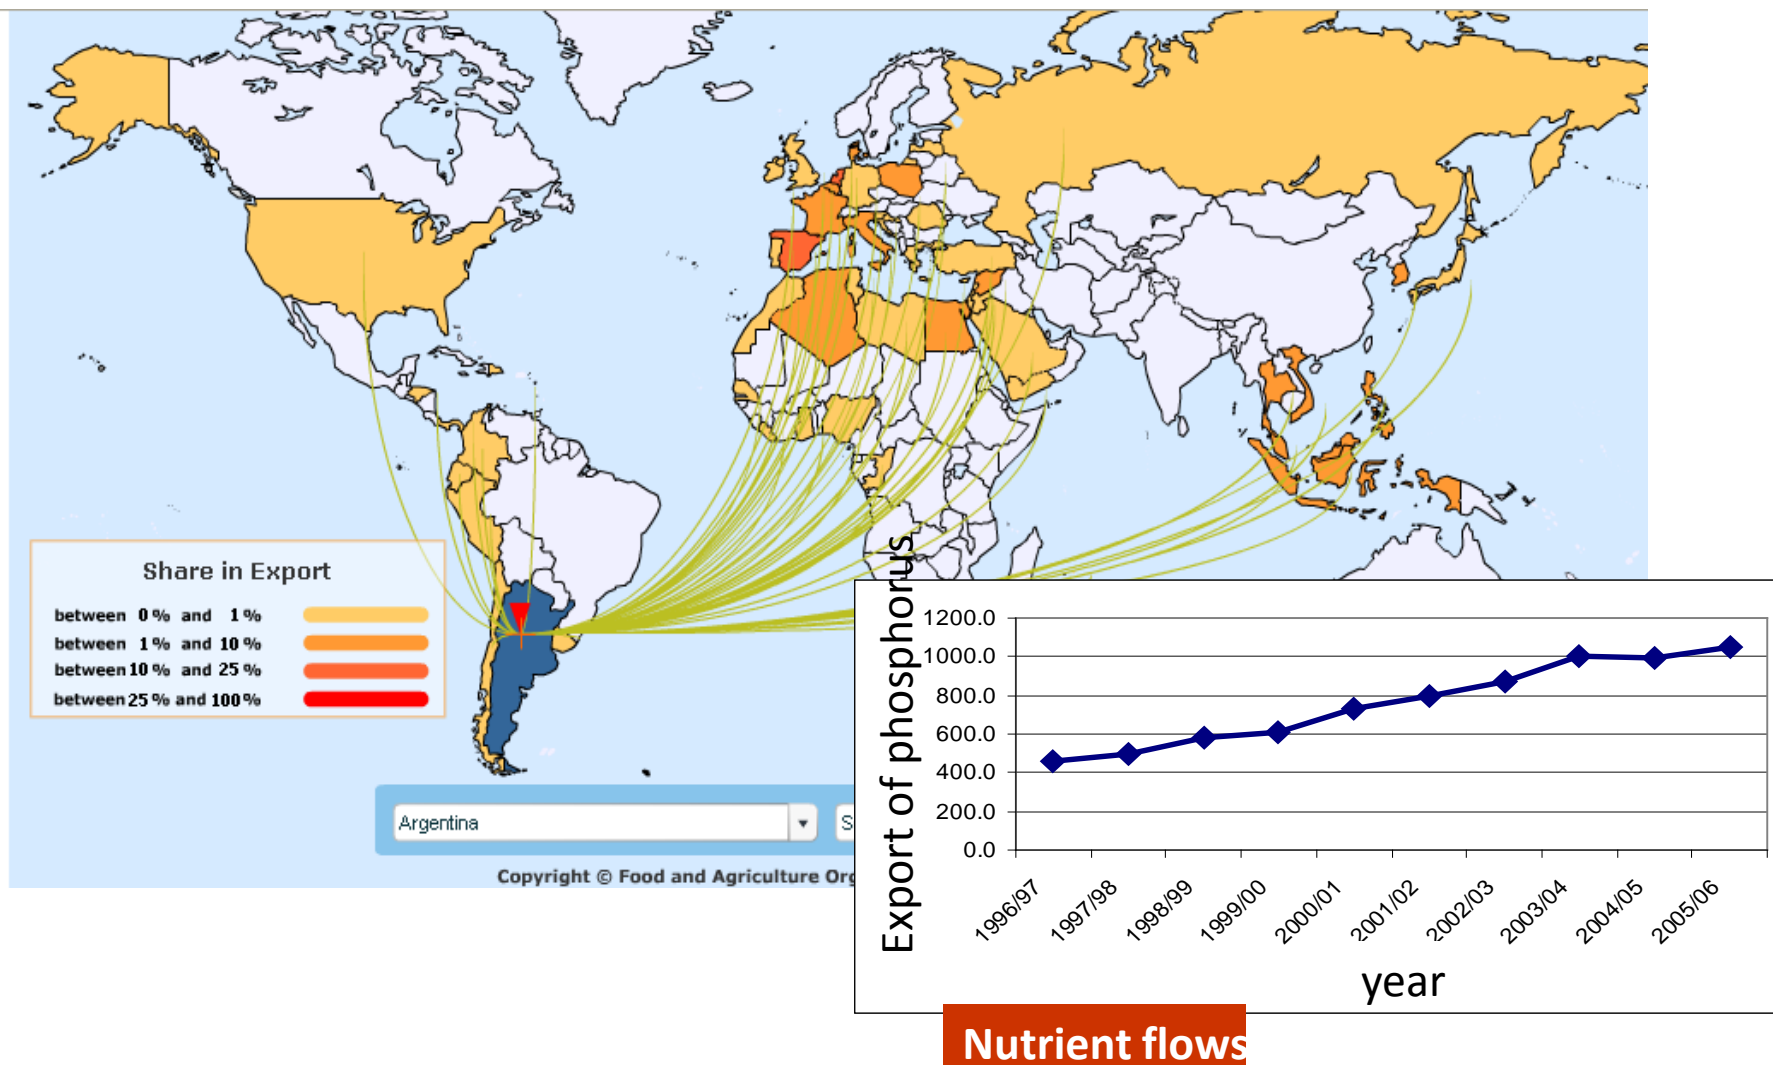 Share in Export
between 0 % and 1 %
between 1 % and 10 %
between 10 % and 25 %
between 25 % and 100 %
Argentina
S
Copyright © Food and Agriculture Org
Export of phosphorus
1200.0
1000.0
800.0
600.0
400.0
200.0
0.0
1996/97
1997/98
1998/99
1999/00
2000/01
2001/02
2002/03
2003/04
2004/05
2005/06
year
Nutrient flows